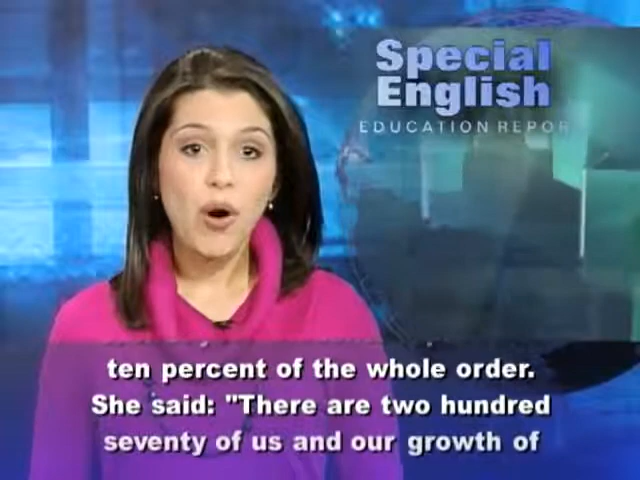 Special
English
EDUCATION REPOR
ten percent of the whole order.
She said: "There are two hundred
seventy of us and our growth of